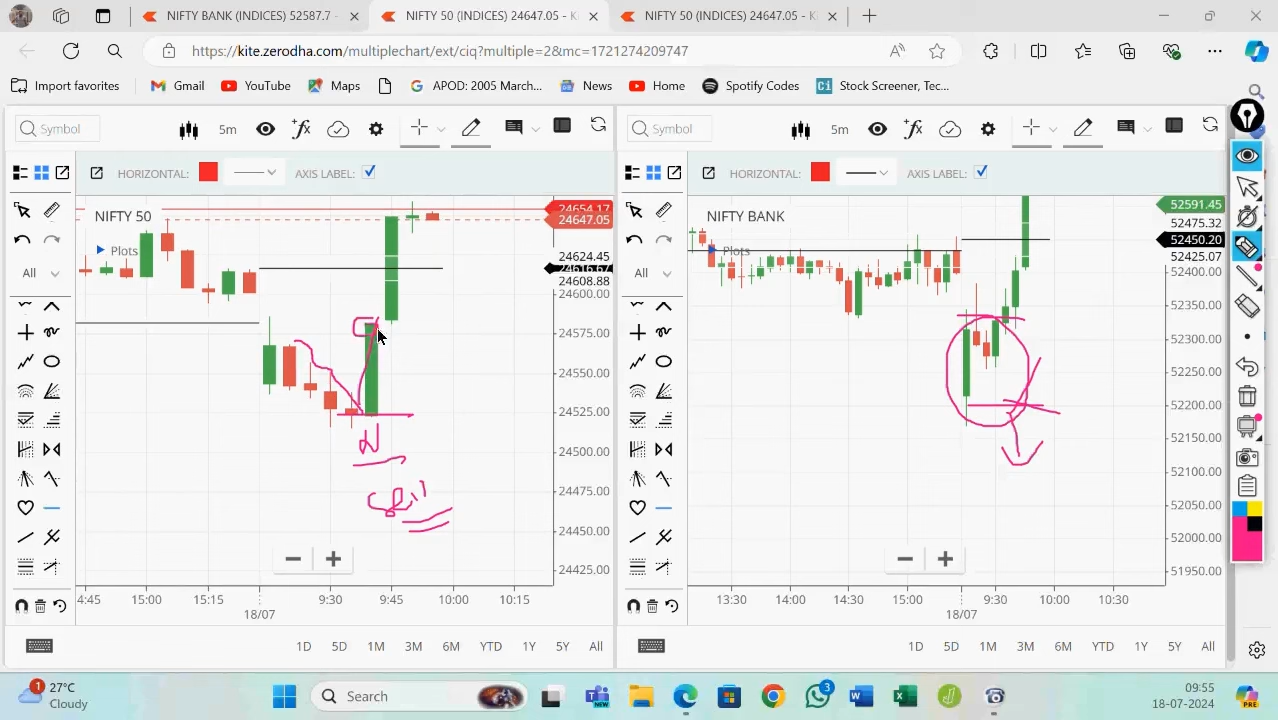 NIFTY BANK (INDICES) 52587.7 -
NIFTY 50 (INDICES) 24647.05 - Ki
NIFTY 50 (INDICES) 24647.05 - Ki
https://kite.zerodha.com/multiplechart/ext/ciq?multiple=2&mc=1721274209747
Import favorites
Gmail
YouTube
Maps
APOD: 2005 March...
News
Home
Spotify Codes
Stock Screener, Tec...
Symbol
5m
Symbol
5m
HORIZONTAL:
AXIS LABEL:
HORIZONTAL:
AXIS LABEL:
NIFTY 50
Plots
All
24654.17
24647.05
24624.45
24616.67
24608.88
24600.00
24575.00
24550.00
24525.00
24500.00
24475.00
24450.00
24425.00
4:45
15:00
15:15
9:30
9:45
10:00
10:15
18/07
NIFTY BANK
Plots
All
52591.45
52475.32
52450.20
52425.07
52400.00
52350.00
52300.00
52250.00
52200.00
52150.00
52100.00
52050.00
52000.00
51950.00
13:30
14:00
14:30
15:00
9:30
10:00
10:30
18/07
1D 5D 1M 3M 6M YTD 1Y 5Y All
1D 5D 1M 3M 6M YTD 1Y 5Y All
1
27°C
Cloudy
Search
NEW
3
09:55
18-07-2024
PRE